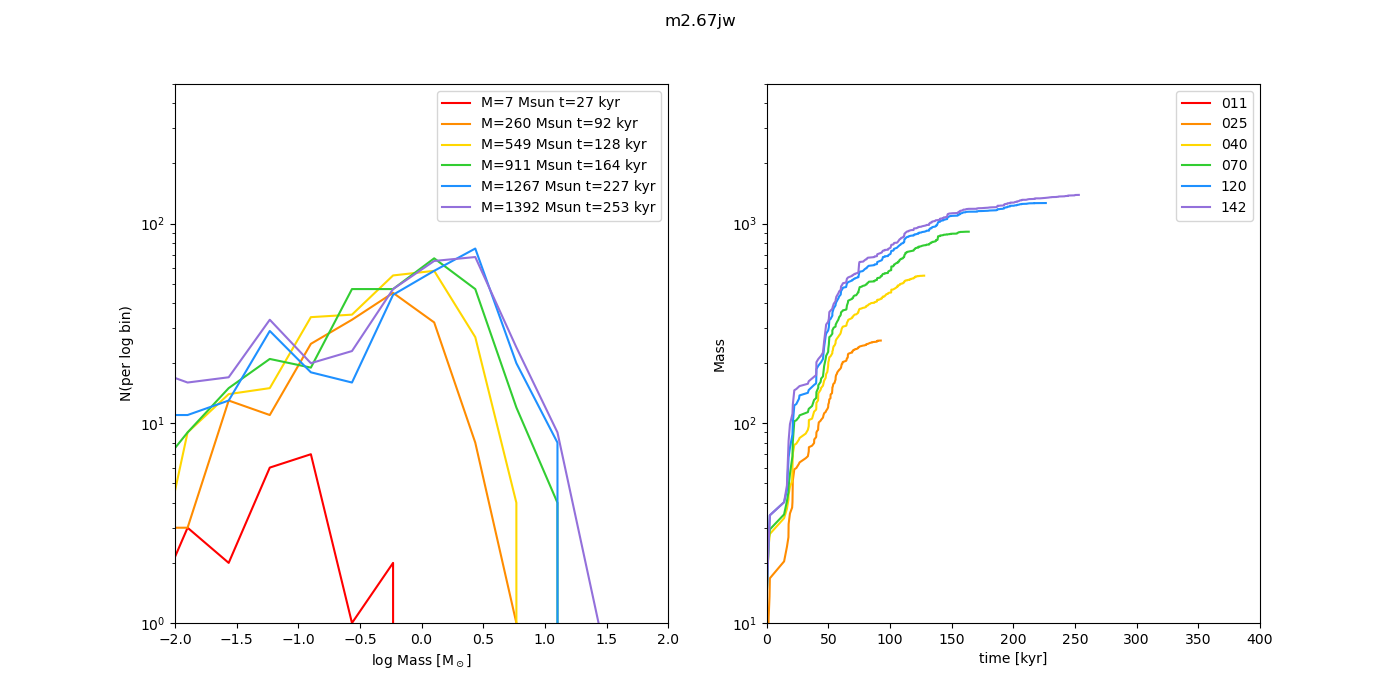 m2.67jw
N(per log bin)
10²
10¹
10⁰
M=7 Msun t=27 kyr
M=260 Msun t=92 kyr
M=549 Msun t=128 kyr
M=911 Msun t=164 kyr
M=1267 Msun t=227 kyr
M=1392 Msun t=253 kyr
−2.0 −1.5 −1.0 −0.5 0.0 0.5 1.0 1.5 2.0
log Mass [M⊙]
Mass
10³
10²
10¹
011
025
040
070
120
142
0 50 100 150 200 250 300 350 400
time [kyr]